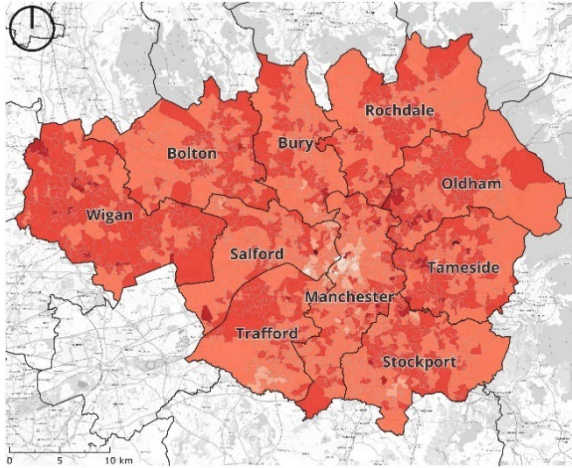 Rochdale
Bolton
Bury
Oldham
Wigan
Salford
Tameside
Manchester
Trafford
Stockport
0 5 10 km